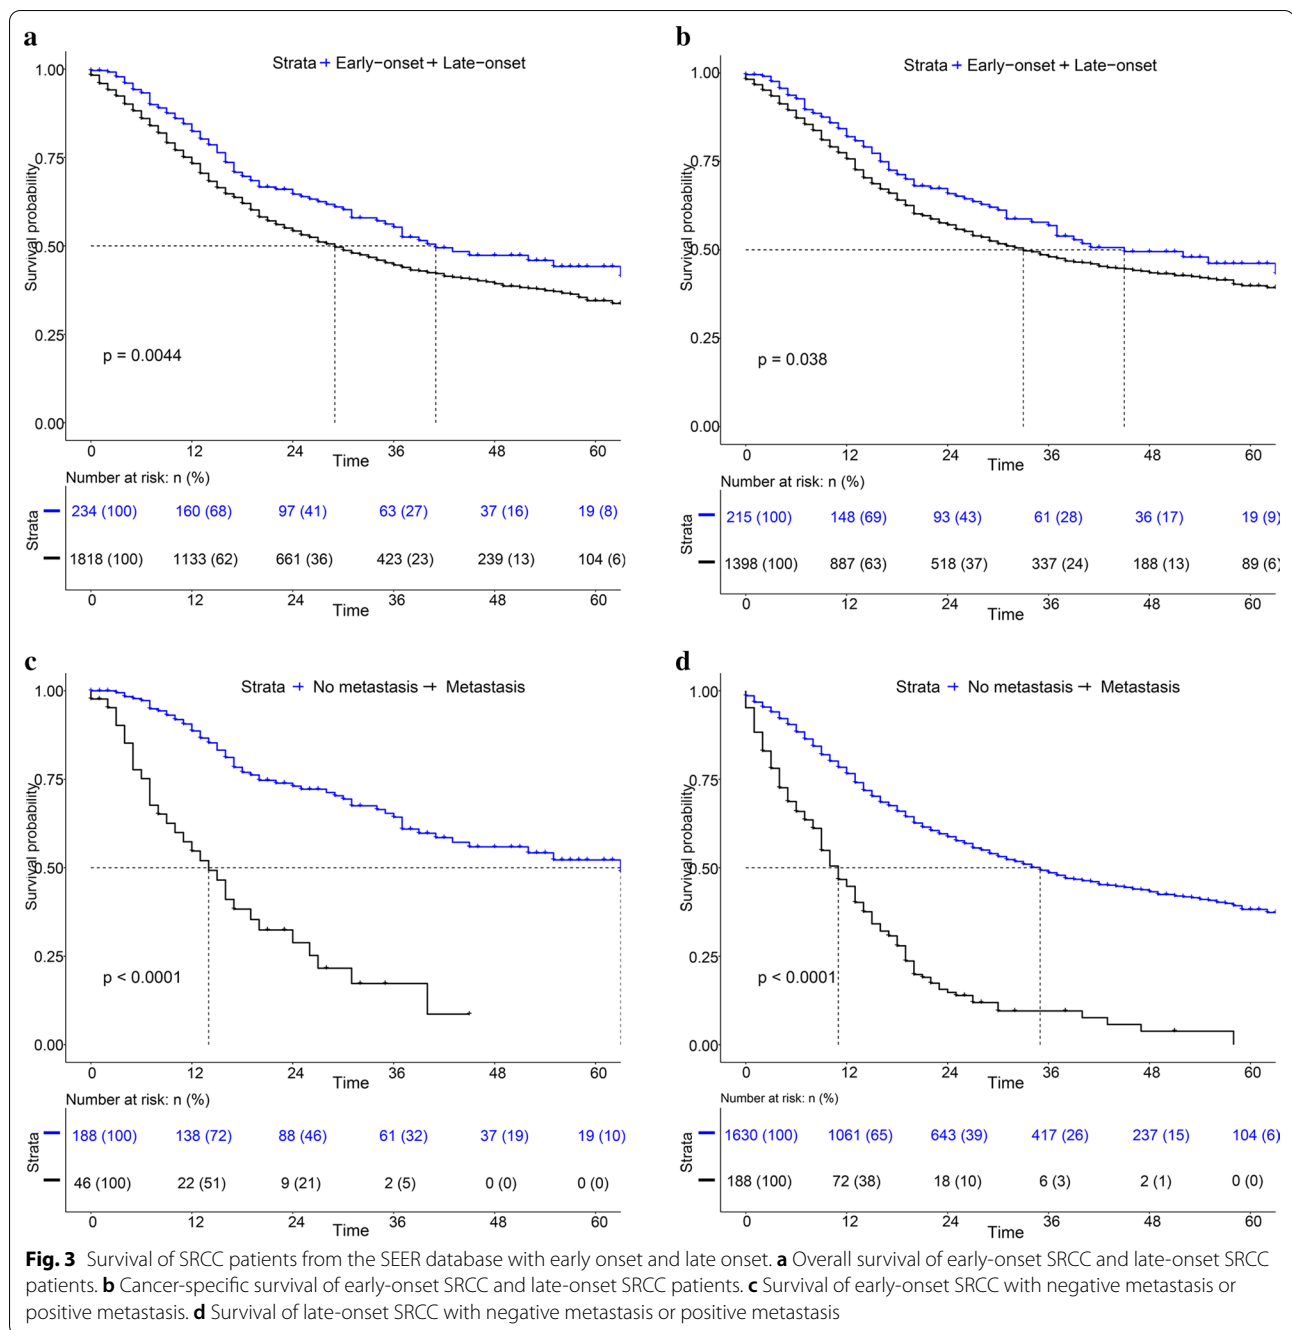 a
Strata Early-onset Late-onset
Survival probability
1.00
0.75
0.50
0.25
0.00
p = 0.0044
0 12 24 36 48 60
Time
Number at risk: n (%)
Strata
234 (100) 160 (68) 97 (41) 63 (27) 37 (16) 19 (8)
1818 (100) 1133 (62) 661 (36) 423 (23) 239 (13) 104 (6)
0 12 24 36 48 60
Time
b
Strata Early-onset Late-onset
Survival probability
1.00
0.75
0.50
0.25
0.00
p = 0.038
0 12 24 36 48 60
Time
Number at risk: n (%)
Strata
215 (100) 148 (69) 93 (43) 61 (28) 36 (17) 19 (9)
1398 (100) 887 (63) 518 (37) 337 (24) 188 (13) 89 (6)
0 12 24 36 48 60
Time
c
Strata No metastasis Metastasis
Survival probability
1.00
0.75
0.50
0.25
0.00
p < 0.0001
0 12 24 36 48 60
Time
Number at risk: n (%)
Strata
188 (100) 138 (72) 88 (46) 61 (32) 37 (19) 19 (10)
46 (100) 22 (51) 9 (21) 2 (5) 0 (0) 0 (0)
0 12 24 36 48 60
Time
d
Strata No metastasis Metastasis
Survival probability
1.00
0.75
0.50
0.25
0.00
p < 0.0001
0 12 24 36 48 60
Time
Number at risk: n (%)
Strata
1630 (100) 1061 (65) 643 (39) 417 (26) 237 (15) 104 (6)
188 (100) 72 (38) 18 (10) 6 (3) 2 (1) 0 (0)
0 12 24 36 48 60
Time
Fig. 3 Survival of SRCC patients from the SEER database with early onset and late onset. a Overall survival of early-onset SRCC and late-onset SRCC
patients. b Cancer-specific survival of early-onset SRCC and late-onset SRCC patients. c Survival of early-onset SRCC with negative metastasis or
positive metastasis. d Survival of late-onset SRCC with negative metastasis or positive metastasis